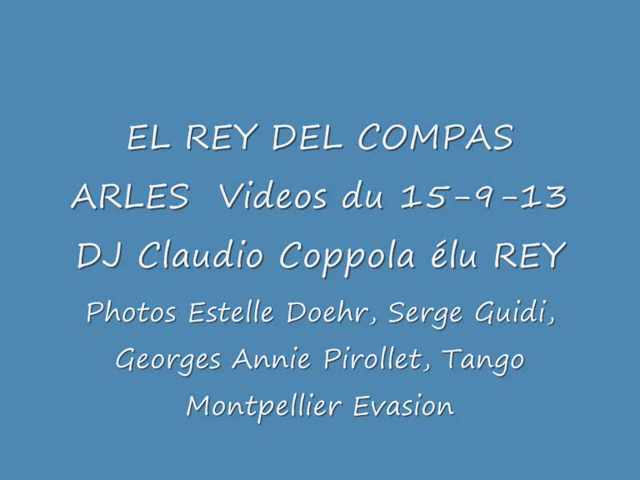 EL REY DEL COMPAS
ARLES  Videos du 15-9-13
DJ Claudio Coppola élu REY
Photos Estelle Doehr, Serge Guidi,
Georges Annie Pirollet, Tango
Montpellier Evasion